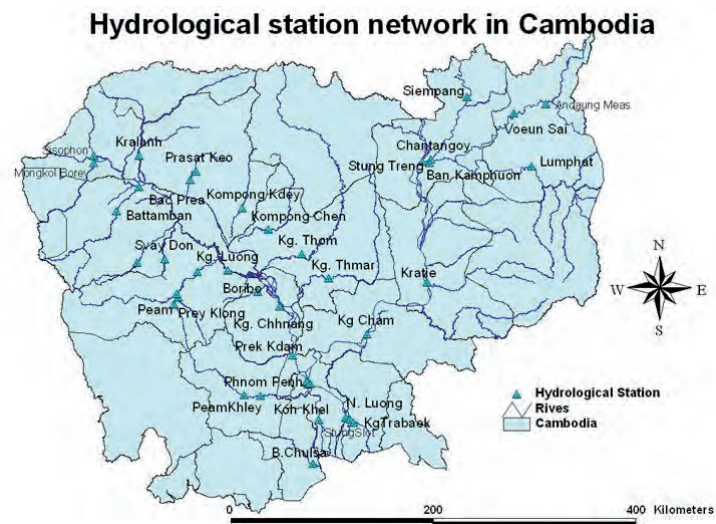 Hydrological station network in Cambodia
Siempang
Andaung Meas
Voeun Sai
Kralanh
Sisophon
Prasat Keo
Chantangoy
Stung Treng
Lumphat
Mongkol Borey
Ban Kamphuon
Bac Prea
Kompong Kdey
Battamban
Kompong Chen
Svay Don
Kg. Thom
Kg. Luong
N
Kg. Thmar
Kratie
Boribo
W
E
Peam
Prey Klong
Kg. Chhnang
Kg Cham
S
Prek Kdam
Phnom Penh
Hydrological Station
PeamKhley
Koh Khel
N. Luong
Rives
KgTrabaek
Cambodia
StungSlot
B.Chulsa
0
200
400 Kilometers